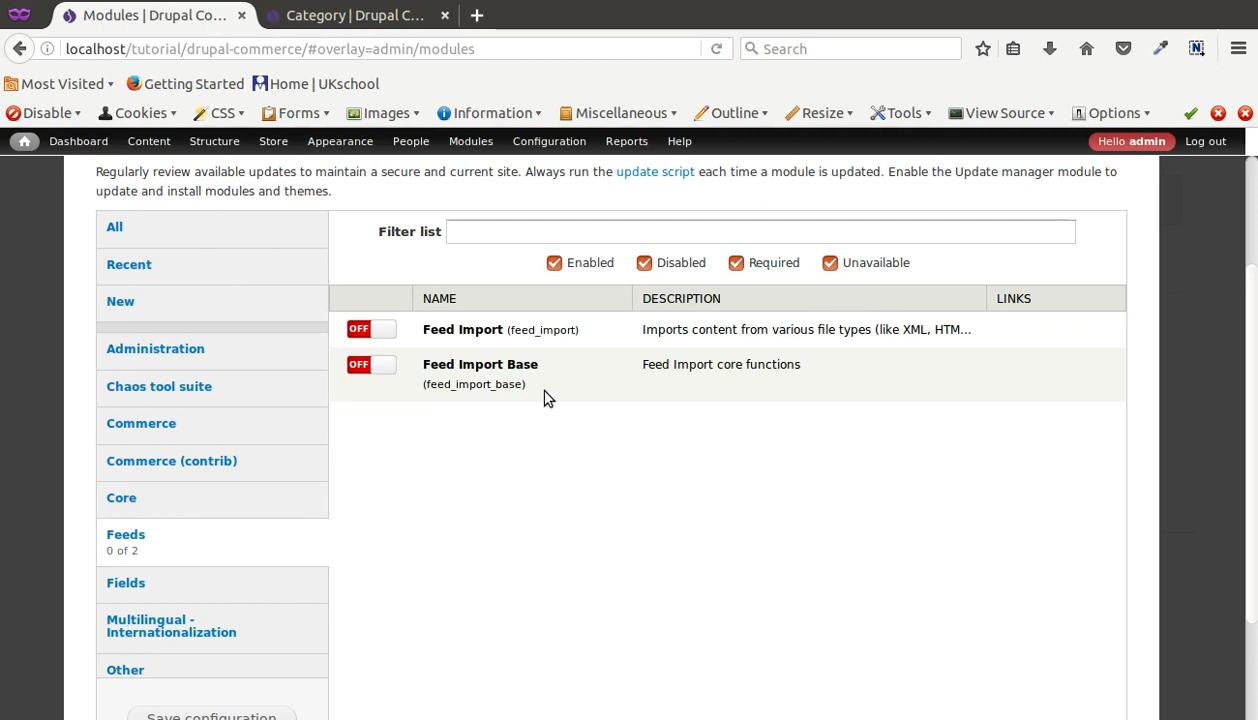 Modules | Drupal Co... × Category | Drupal C... × +
localhost/tutorial/drupal-commerce/#overlay=admin/modules Search
Most Visited Getting Started Home | UKschool
Disable Cookies CSS Forms Images Information Miscellaneous Outline Resize Tools View Source Options
Dashboard Content Structure Store Appearance People Modules Configuration Reports Help Hello admin Log out
Regularly review available updates to maintain a secure and current site. Always run the update script each time a module is updated. Enable the Update manager module to
update and install modules and themes.
All
Filter list
Recent
Enabled Disabled Required Unavailable
New
NAME DESCRIPTION LINKS
OFF Feed Import (feed_import) Imports content from various file types (like XML, HTM...
Administration
OFF Feed Import Base Feed Import core functions
(feed_import_base)
Chaos tool suite
Commerce
Commerce (contrib)
Core
Feeds
0 of 2
Fields
Multilingual -
Internationalization
Other
Save configuration